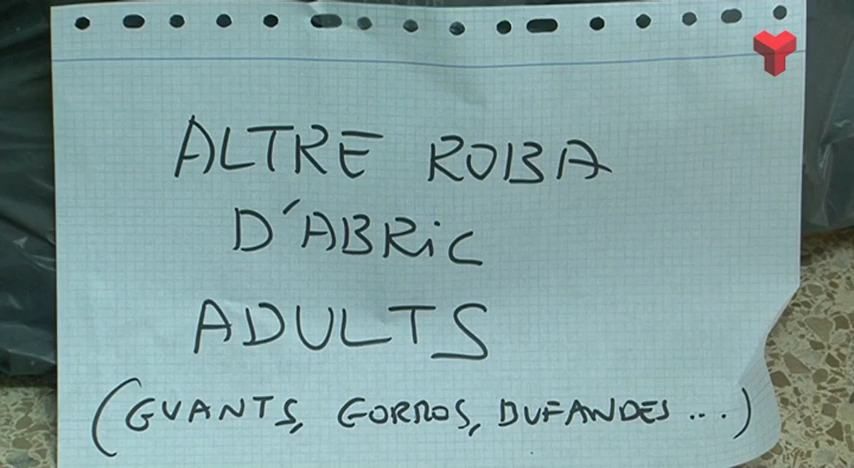 ALTRE ROBA
D'ABRIC
ADULTS
(GUANTS, GORROS, BUFANDES...)